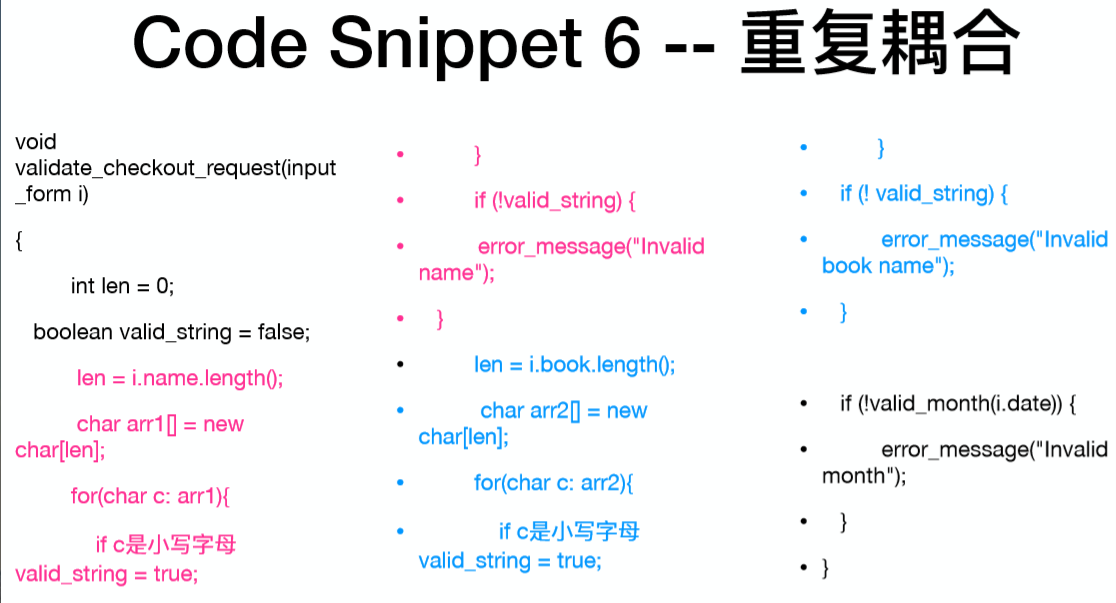 Code Snippet 6 -- 重复耦合
void
validate_checkout_request(input
_form i)
{
int len = 0;
boolean valid_string = false;
len = i.name.length();
char arr1[] = new
char[len];
for(char c: arr1){
if c是小写字母
valid_string = true;
• }
• if (!valid_string) {
• error_message("Invalid
name");
• }
• len = i.book.length();
• char arr2[] = new
char[len];
• for(char c: arr2){
• if c是小写字母
valid_string = true;
• }
• if (! valid_string) {
• error_message("Invalid
book name");
• }
• if (!valid_month(i.date)) {
• error_message("Invalid
month");
• }
• }